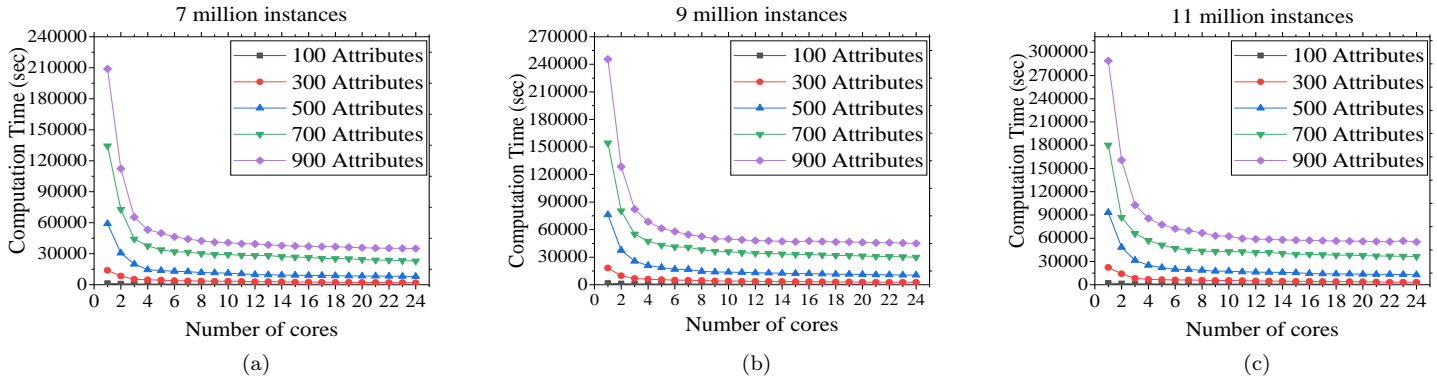 7 million instances
Computation Time (sec)
240000
210000
180000
150000
120000
90000
60000
30000
0
100 Attributes
300 Attributes
500 Attributes
700 Attributes
900 Attributes
0 2 4 6 8 10 12 14 16 18 20 22 24
Number of cores
(a)
9 million instances
Computation Time (sec)
270000
240000
210000
180000
150000
120000
90000
60000
30000
0
100 Attributes
300 Attributes
500 Attributes
700 Attributes
900 Attributes
0 2 4 6 8 10 12 14 16 18 20 22 24
Number of cores
(b)
11 million instances
Computation Time (sec)
300000
270000
240000
210000
180000
150000
120000
90000
60000
30000
0
100 Attributes
300 Attributes
500 Attributes
700 Attributes
900 Attributes
0 2 4 6 8 10 12 14 16 18 20 22 24
Number of cores
(c)